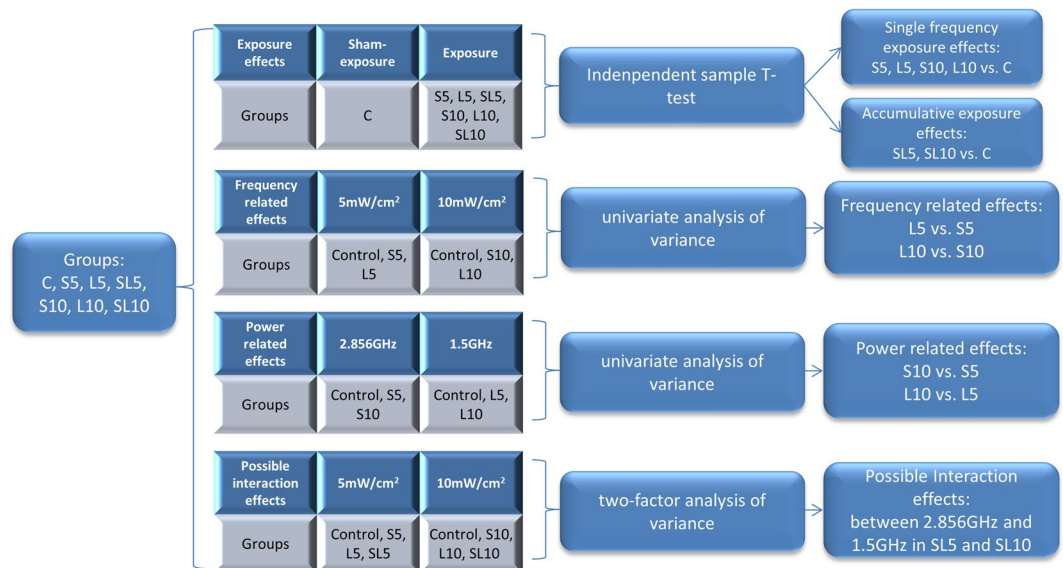 Groups:
C, S5, L5, SL5,
S10, L10, SL10
Exposure
effects
Sham-
exposure
Exposure
Groups
C
S5, L5, SL5,
S10, L10,
SL10
Indenpendent sample T-
test
Single frequency
exposure effects:
S5, L5, S10, L10 vs. C
Accumulative exposure
effects:
SL5, SL10 vs. C
Frequency
related
effects
5mW/cm²
10mW/cm²
Groups
Control, S5,
L5
Control, S10,
L10
univariate analysis of
variance
Frequency related effects:
L5 vs. S5
L10 vs. S10
Power
related
effects
2.856GHz
1.5GHz
Groups
Control, S5,
S10
Control, L5,
L10
univariate analysis of
variance
Power related effects:
S10 vs. S5
L10 vs. L5
Possible
interaction
effects
5mW/cm²
10mW/cm²
Groups
Control, S5,
L5, SL5
Control, S10,
L10, SL10
two-factor analysis of
variance
Possible Interaction
effects:
between 2.856GHz and
1.5GHz in SL5 and SL10